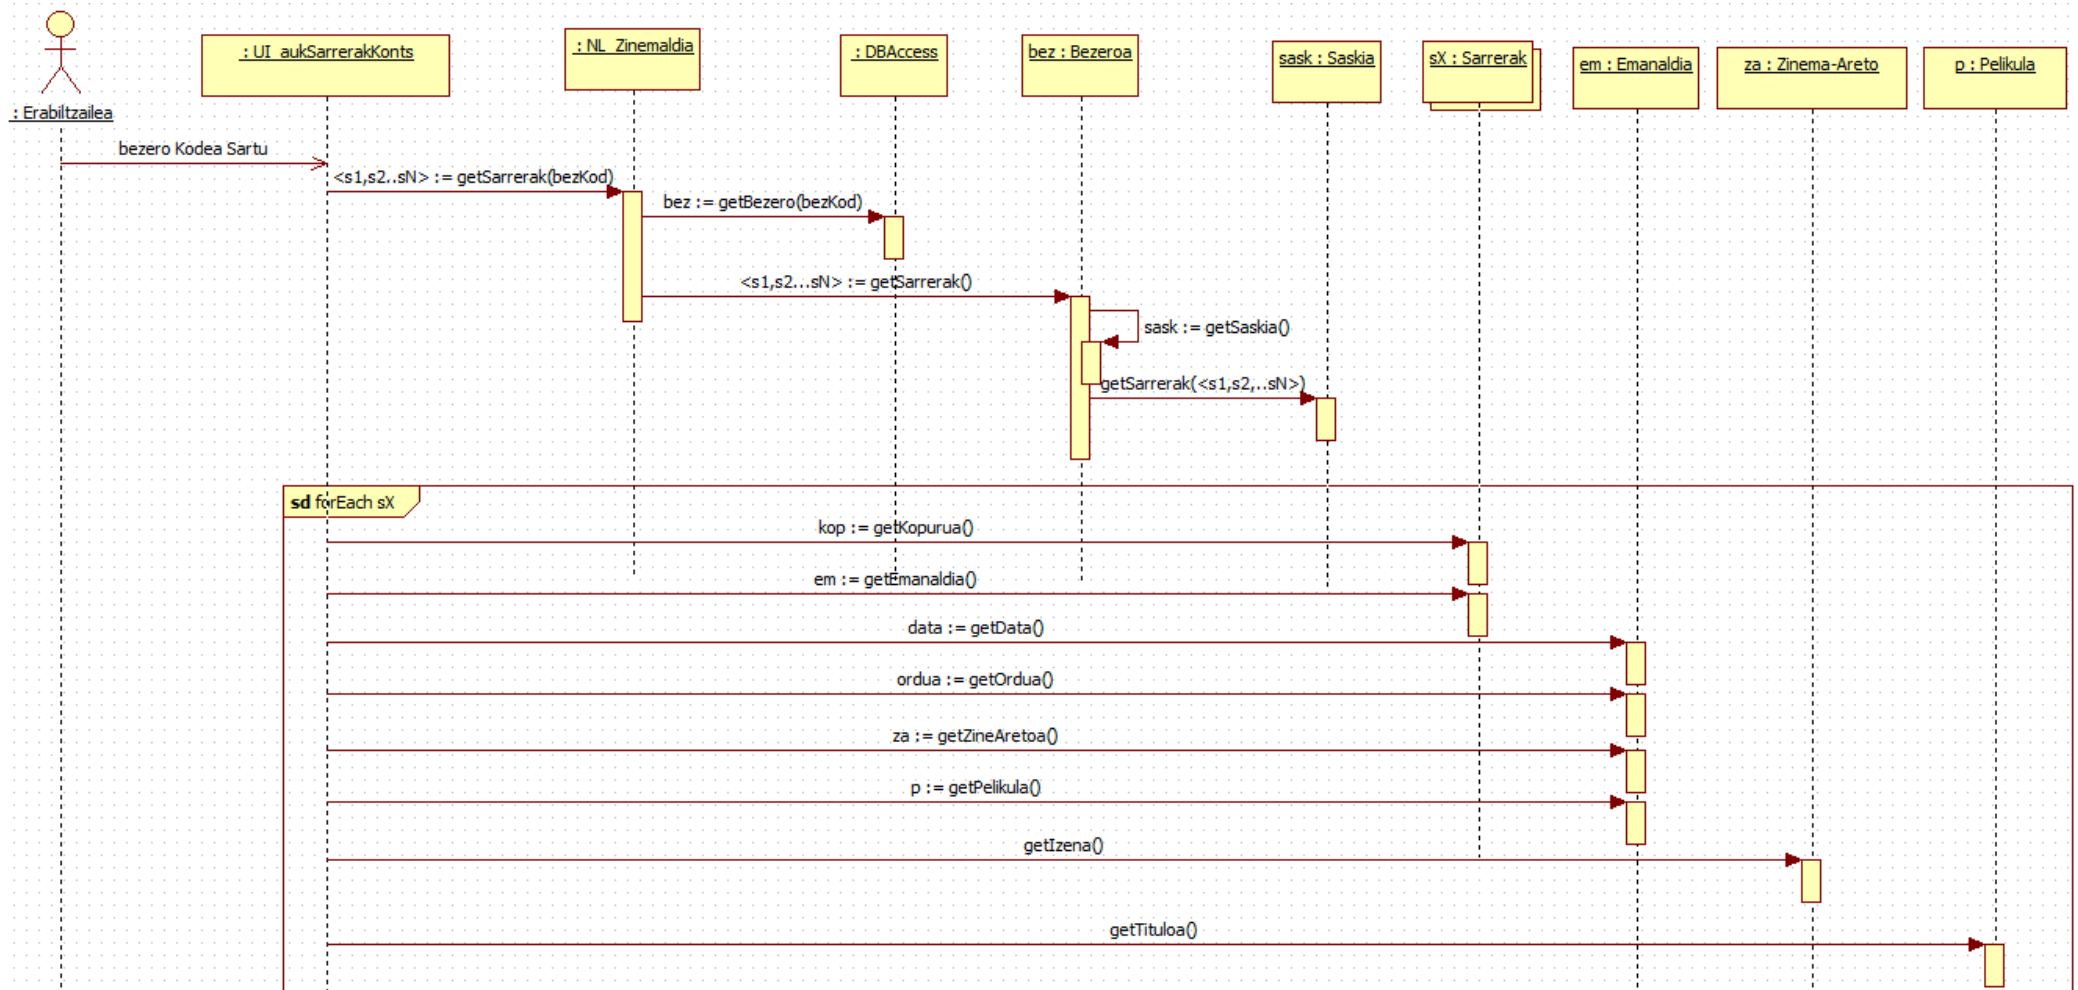 : Erabiltzailea
: UI_aukSarrerakKonts
: NL_Zinemaldia
: DBAccess
bez : Bezeroa
sask : Saskia
sX : Sarrerak
em : Emanaldia
za : Zinema-Areto
p : Pelikula
bezero Kodea Sartu
<s1,s2..sN> := getSarrerak(bezKod)
bez := getBezero(bezKod)
<s1,s2...sN> := getSarrerak()
sask := getSaskia()
getSarrerak(<s1,s2,..sN>)
sd forEach sX
kop := getKopurua()
em := getEmanaldia()
data := getData()
ordua := getOrdua()
za := getZineAretoa()
p := getPelikula()
getIzena()
getTituloa()